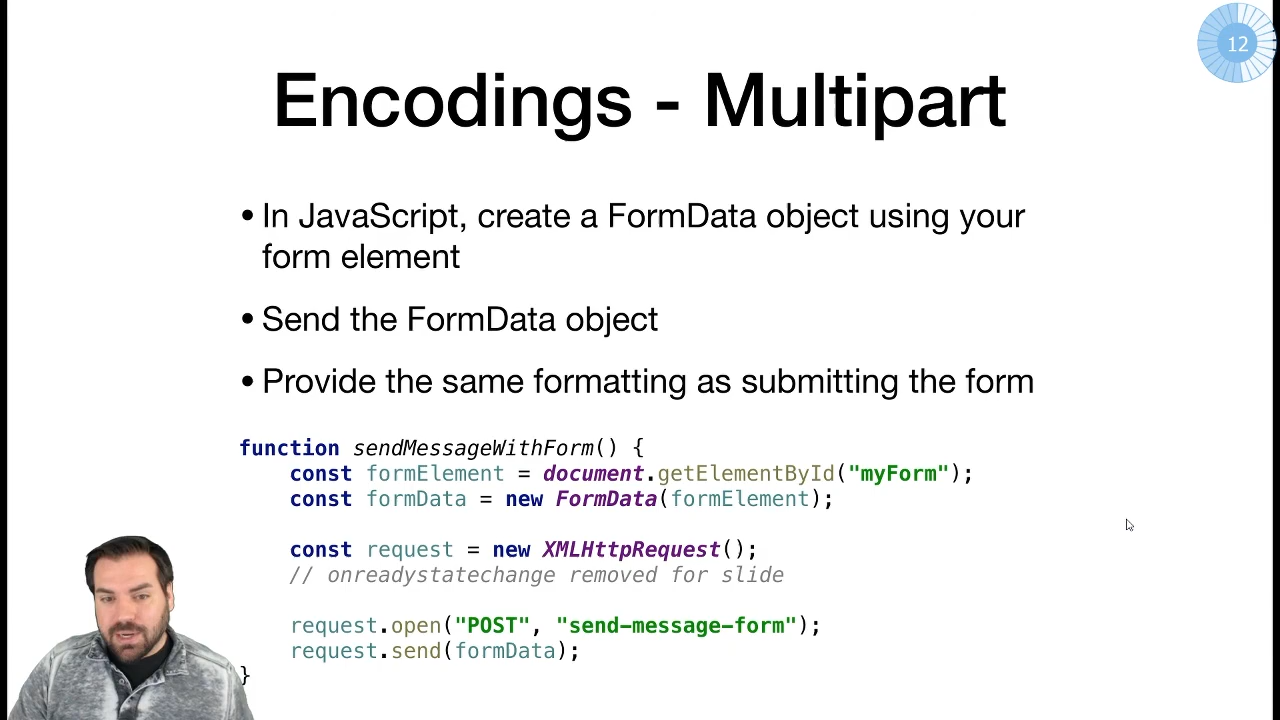 12
Encodings - Multipart
• In JavaScript, create a FormData object using your
form element
• Send the FormData object
• Provide the same formatting as submitting the form
function sendMessageWithForm() {
    const formElement = document.getElementById("myForm");
    const formData = new FormData(formElement);
    const request = new XMLHttpRequest();
    // onreadystatechange removed for slide
    request.open("POST", "send-message-form");
    request.send(formData);
}